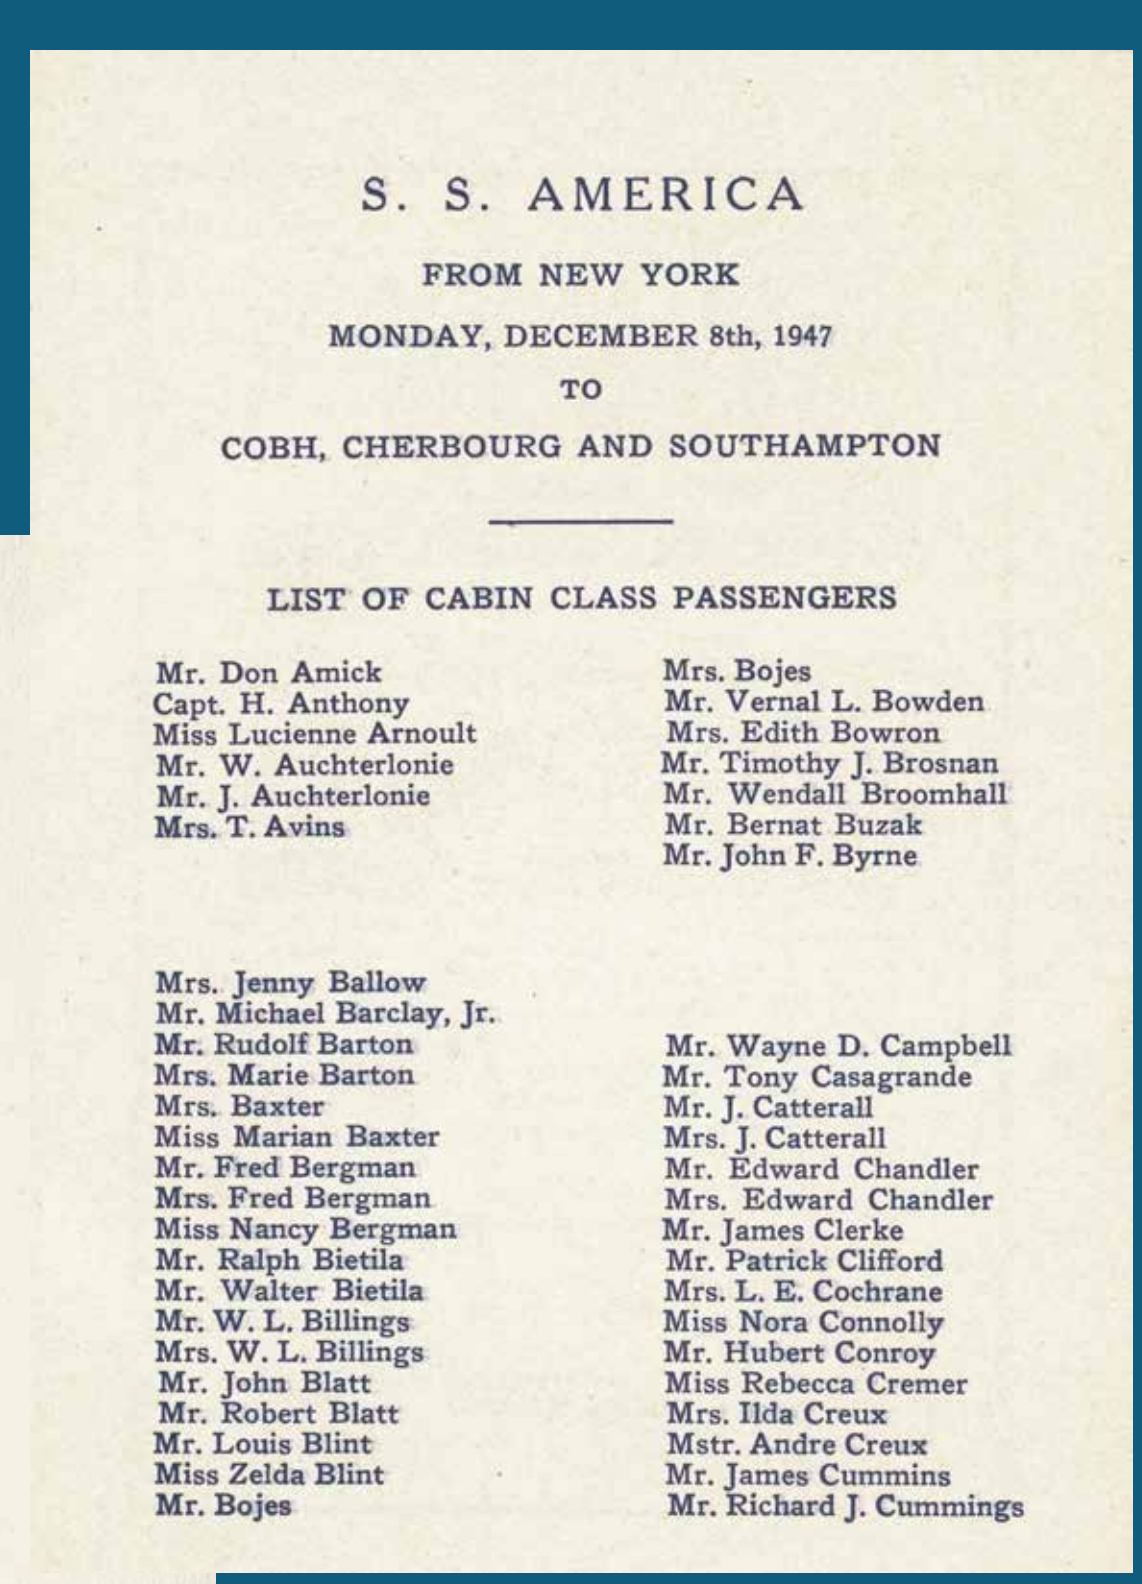 S. S. AMERICA
FROM NEW YORK
MONDAY, DECEMBER 8th, 1947
TO
COBH, CHERBOURG AND SOUTHAMPTON
LIST OF CABIN CLASS PASSENGERS
Mr. Don Amick
Capt. H. Anthony
Miss Lucienne Arnoult
Mr. W. Auchterlonie
Mr. J. Auchterlonie
Mrs. T. Avins
Mrs. Jenny Ballow
Mr. Michael Barclay, Jr.
Mr. Rudolf Barton
Mrs. Marie Barton
Mrs. Baxter
Miss Marian Baxter
Mr. Fred Bergman
Mrs. Fred Bergman
Miss Nancy Bergman
Mr. Ralph Bietila
Mr. Walter Bietila
Mr. W. L. Billings
Mrs. W. L. Billings
Mr. John Blatt
Mr. Robert Blatt
Mr. Louis Blint
Miss Zelda Blint
Mr. Bojes
Mrs. Bojes
Mr. Vernal L. Bowden
Mrs. Edith Bowron
Mr. Timothy J. Brosnan
Mr. Wendall Broomhall
Mr. Bernat Buzak
Mr. John F. Byrne
Mr. Wayne D. Campbell
Mr. Tony Casagrande
Mr. J. Catterall
Mrs. J. Catterall
Mr. Edward Chandler
Mrs. Edward Chandler
Mr. James Clerke
Mr. Patrick Clifford
Mrs. L. E. Cochrane
Miss Nora Connolly
Mr. Hubert Conroy
Miss Rebecca Cremer
Mrs. Ilda Creux
Mstr. Andre Creux
Mr. James Cummins
Mr. Richard J. Cummings